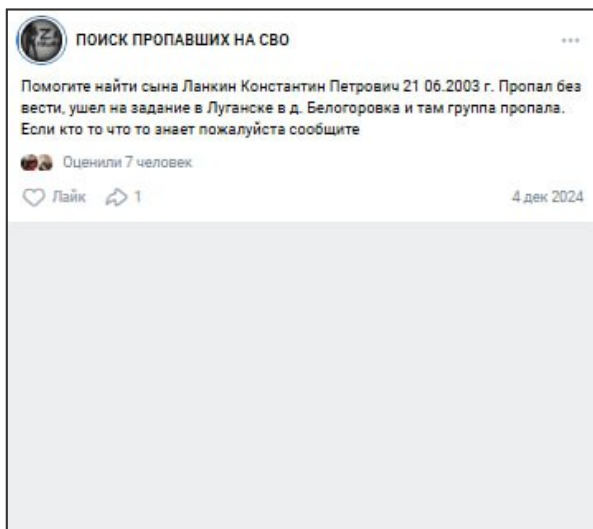 ПОИСК ПРОПАВШИХ НА СВО
Помогите найти сына Ланкин Константин Петрович 21 06.2003 г. Пропал без
вести, ушел на задание в Луганске в д. Белогоровка и там группа пропала.
Если кто то что то знает пожалуйста сообщите
Оценили 7 человек
Лайк 1 4 дек 2024